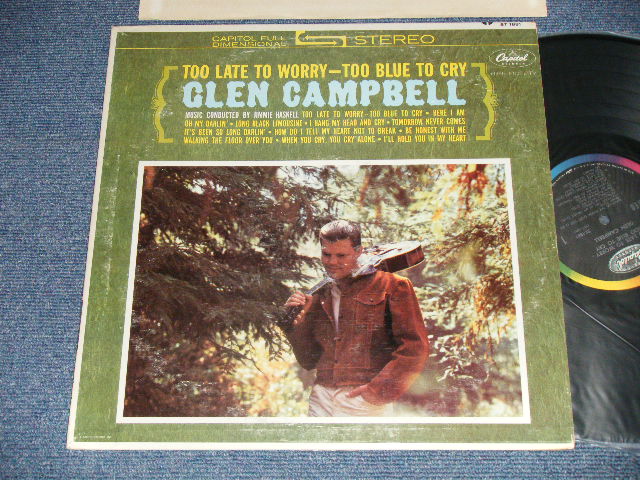 CAPITOL FULL DIMENSIONAL STEREO
TOO LATE TO WORRY—TOO BLUE TO CRY
GLEN CAMPBELL
Capitol
MUSIC CONDUCTED BY JIMMIE HASKELL TOO LATE TO WORRY—TOO BLUE TO CRY • HERE I AM
OH MY DARLIN' • LONG BLACK LIMOUSINE • I HANG MY HEAD AND CRY • TOMORROW NEVER COMES
IT'S BEEN SO LONG DARLIN' • HOW DO I TELL MY HEART NOT TO BREAK • BE HONEST WITH ME
WALKING THE FLOOR OVER YOU • WHEN YOU CRY, YOU CRY ALONE • I'LL HOLD YOU IN MY HEART
Capitol
GLEN CAMPBELL